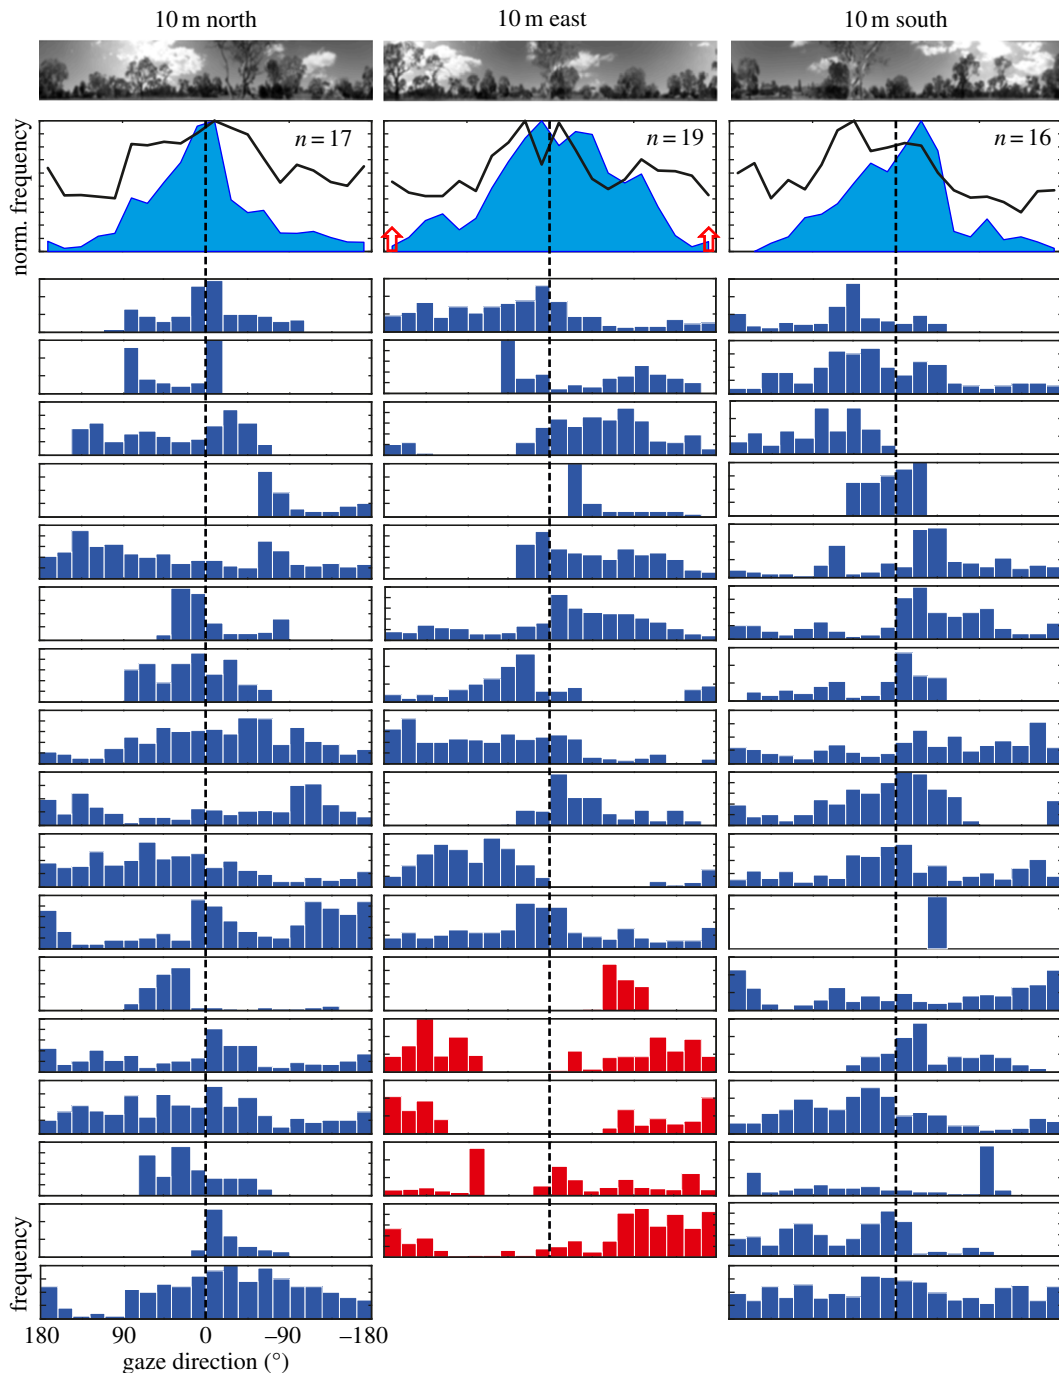 10 m north
10 m east
10 m south
norm. frequency
n = 17
n = 19
n = 16
frequency
180 90 0 –90 –180
gaze direction (°)